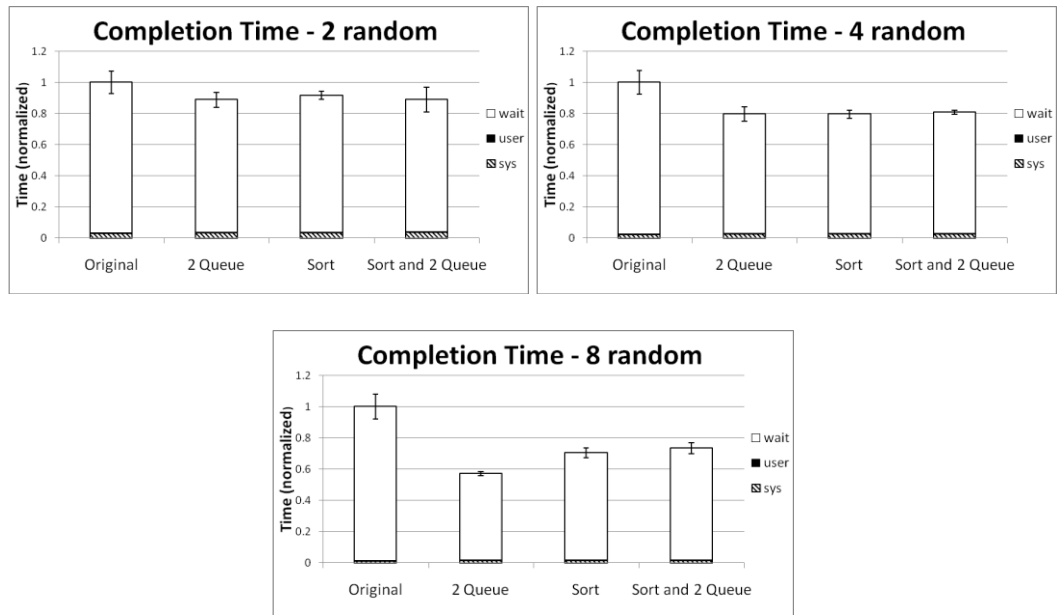 Completion Time - 2 random
Time (normalized)
1.2
1
0.8
0.6
0.4
0.2
0
Original
2 Queue
Sort
Sort and 2 Queue
wait
user
sys
Completion Time - 4 random
Time (normalized)
1.2
1
0.8
0.6
0.4
0.2
0
Original
2 Queue
Sort
Sort and 2 Queue
wait
user
sys
Completion Time - 8 random
Time (normalized)
1.2
1
0.8
0.6
0.4
0.2
0
Original
2 Queue
Sort
Sort and 2 Queue
wait
user
sys